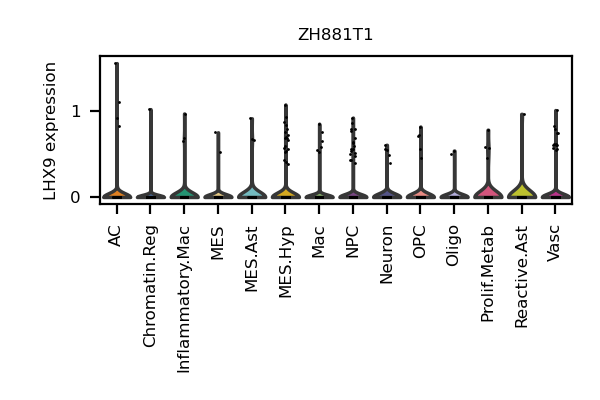 ZH881T1
LHX9 expression
1
0
AC
Chromatin.Reg
Inflammatory.Mac
MES
MES.Ast
MES.Hyp
Mac
NPC
Neuron
OPC
Oligo
Prolif.Metab
Reactive.Ast
Vasc